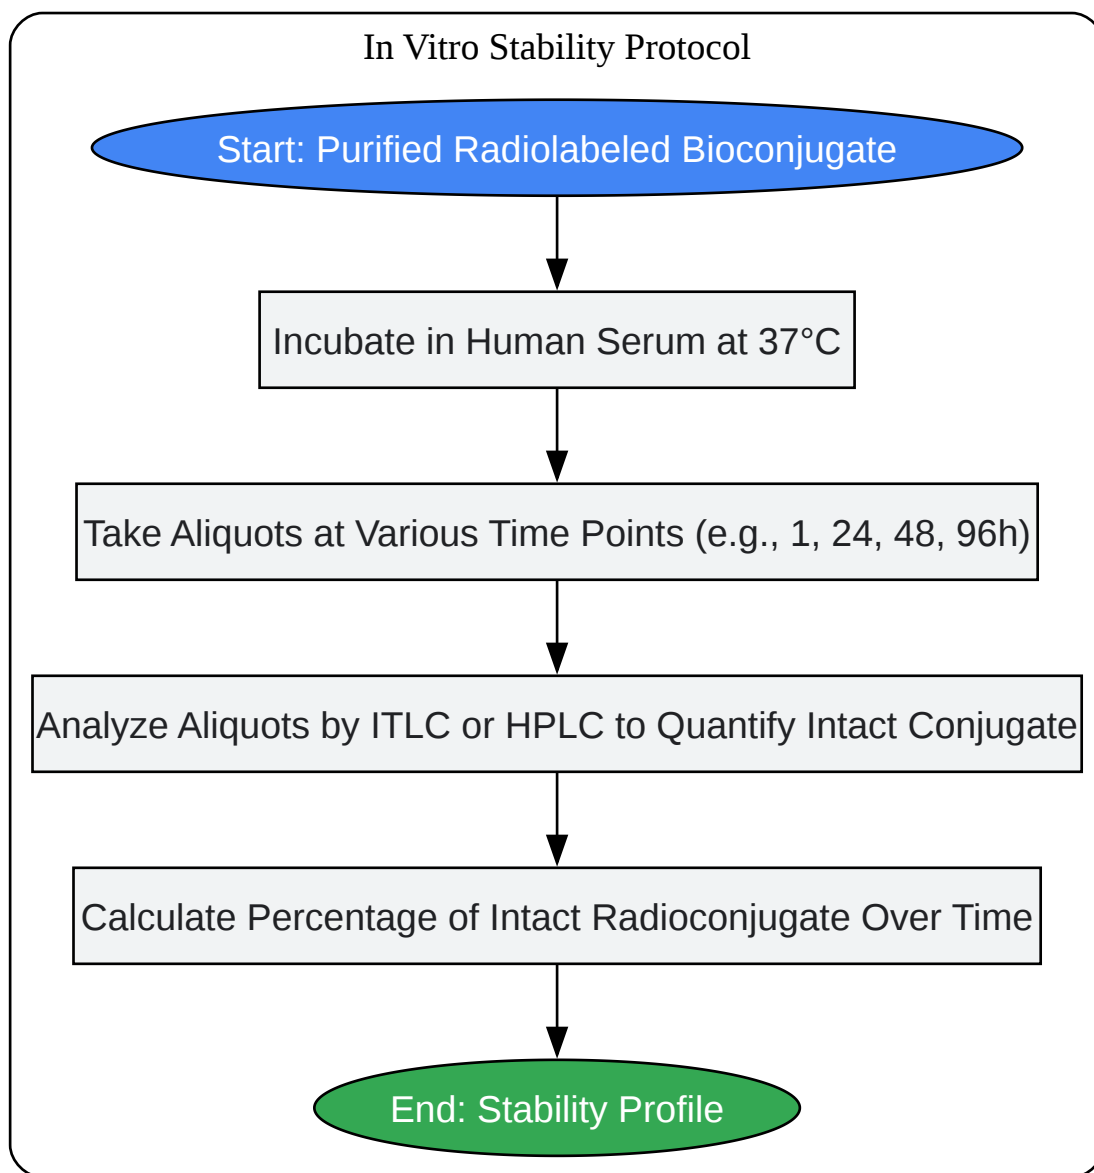 In Vitro Stability Protocol
Start: Purified Radiolabeled Bioconjugate
Incubate in Human Serum at 37°C
Take Aliquots at Various Time Points (e.g., 1, 24, 48, 96h)
Analyze Aliquots by ITLC or HPLC to Quantify Intact Conjugate
Calculate Percentage of Intact Radioconjugate Over Time
End: Stability Profile